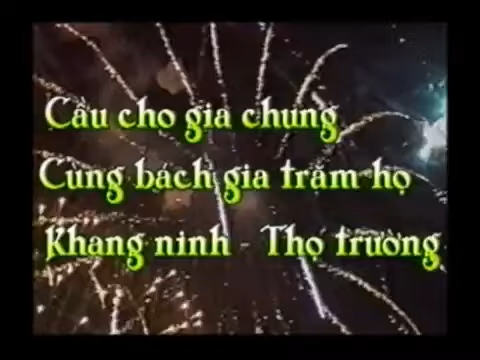 Cầu cho gia chung
Cùng bách gia trăm họ
Khang ninh - Thọ trường